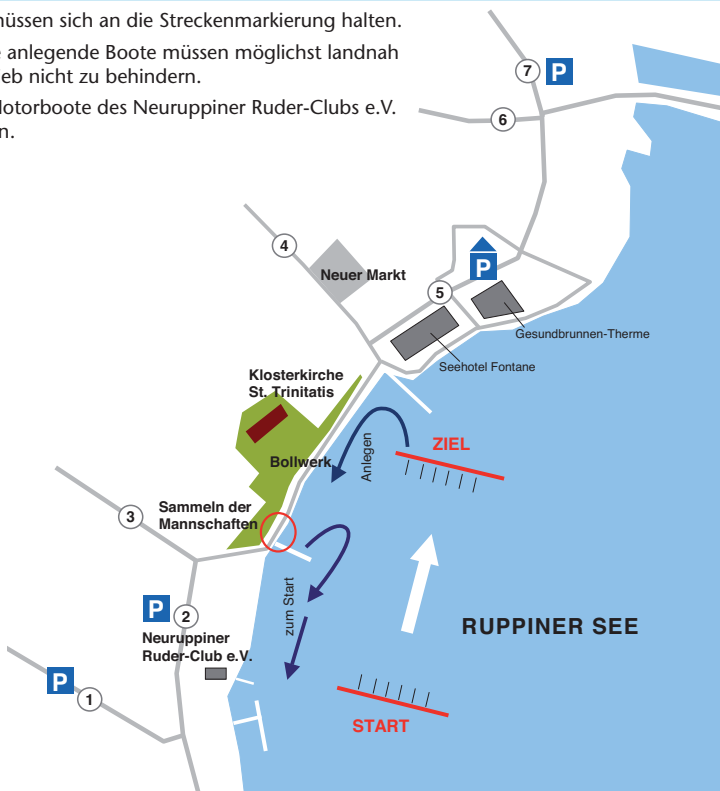 müssen sich an die Streckenmarkierung halten.
anlegende Boote müssen möglichst landnah
nicht zu behindern.
Motorboote des Neuruppiner Ruder-Clubs e.V.
7
P
6
4
Neuer Markt
P
5
Gesundbrunnen-Therme
Seehotel Fontane
Klosterkirche
St. Trinitatis
ZIEL
Anlegen
Bollwerk
Sammeln der
Mannschaften
3
zum Start
P
2
RUPPINER SEE
Neuruppiner
Ruder-Club e.V.
P
1
START